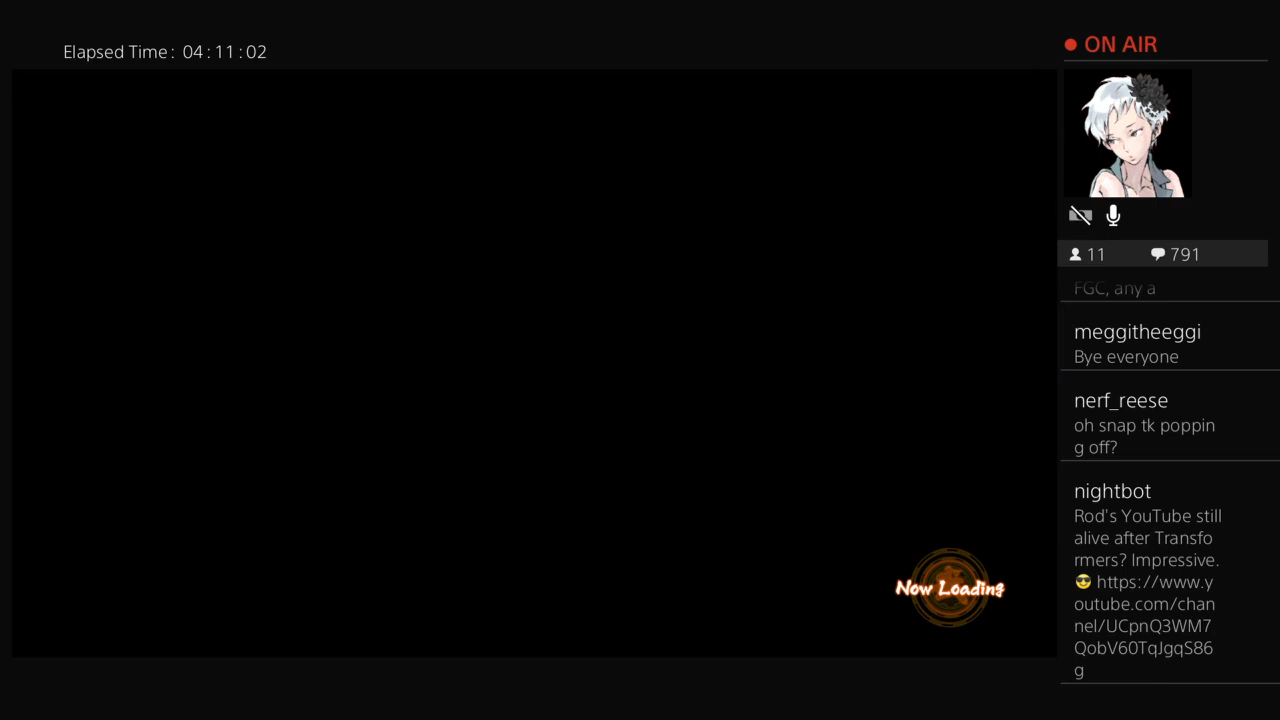 Elapsed Time: 04:11:02
ON AIR
11 791
FGC, any a
meggitheeggi
Bye everyone
nerf_reese
oh snap tk poppin
g off?
nightbot
Rod's YouTube still
alive after Transfo
rmers? Impressive.
😎 https://www.y
outube.com/chan
nel/UCpnQ3WM7
QobV60TqJgqS86
g
Now Loading